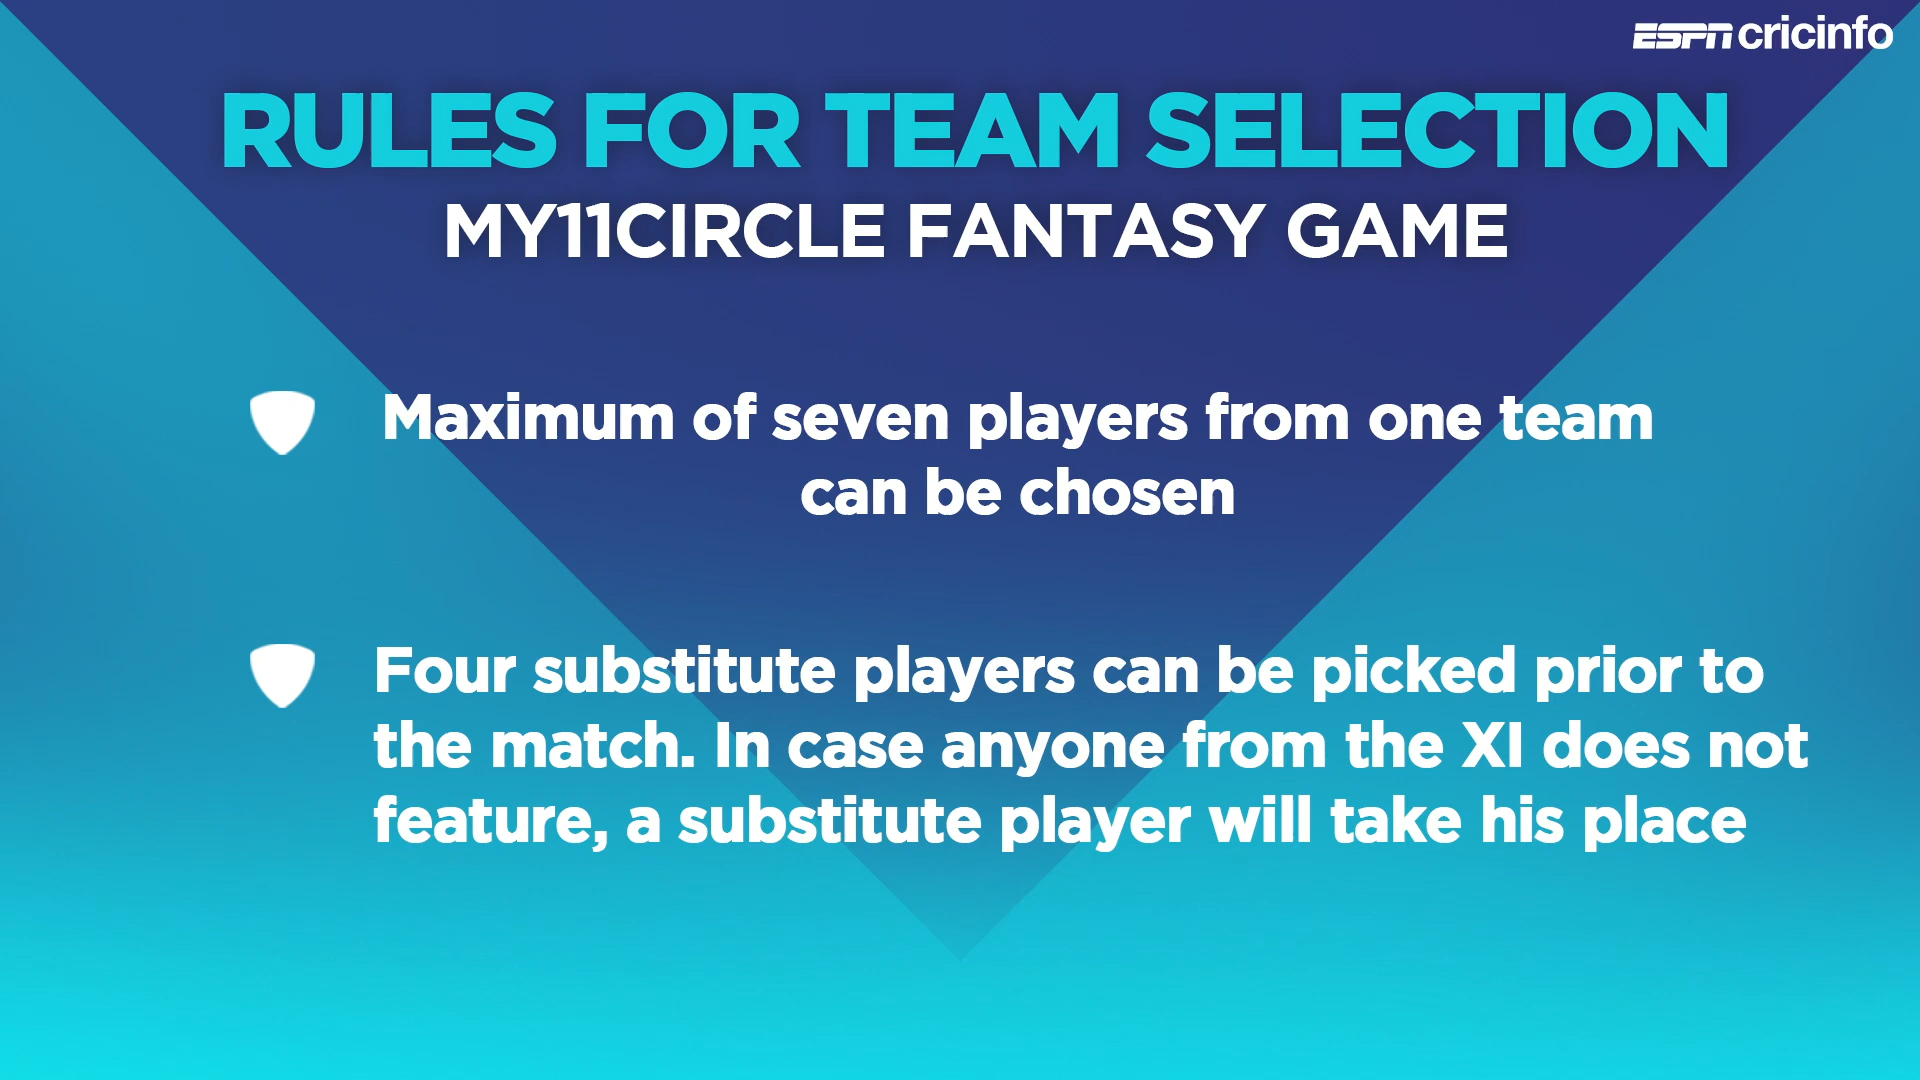 ESPN cricinfo
RULES FOR TEAM SELECTION
MY11CIRCLE FANTASY GAME
Maximum of seven players from one team
can be chosen
Four substitute players can be picked prior to
the match. In case anyone from the XI does not
feature, a substitute player will take his place